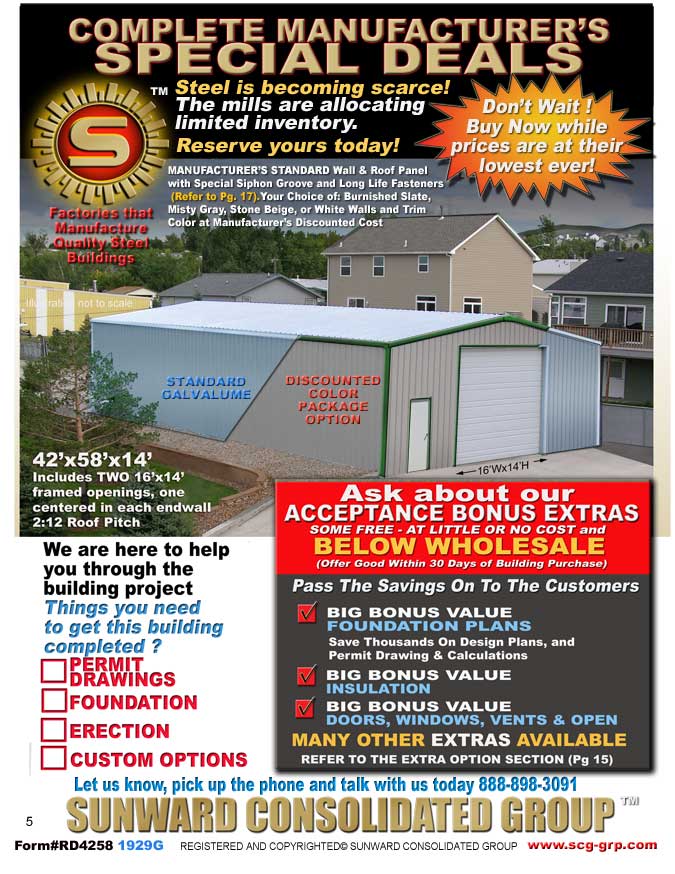 COMPLETE MANUFACTURER'S
SPECIAL DEALS
TM
Steel is becoming scarce!
The mills are allocating
limited inventory.
Reserve yours today!
Don't Wait !
Buy Now while
prices are at their
lowest ever!
S
Factories that
Manufacture
Quality Steel
Buildings
MANUFACTURER'S STANDARD Wall & Roof Panel
with Special Siphon Groove and Long Life Fasteners
(Refer to Pg. 17).Your Choice of: Burnished Slate,
Misty Gray, Stone Beige, or White Walls and Trim
Color at Manufacturer's Discounted Cost
Illustration not to scale
STANDARD
GALVALUME
DISCOUNTED
COLOR
PACKAGE
OPTION
16'Wx14'H
42'x58'x14'
Includes TWO 16'x14'
framed openings, one
centered in each endwall
2:12 Roof Pitch
Ask about our
ACCEPTANCE BONUS EXTRAS
SOME FREE - AT LITTLE OR NO COST and
BELOW WHOLESALE
(Offer Good Within 30 Days of Building Purchase)
Pass The Savings On To The Customers
BIG BONUS VALUE
FOUNDATION PLANS
Save Thousands On Design Plans, and
Permit Drawing & Calculations
BIG BONUS VALUE
INSULATION
BIG BONUS VALUE
DOORS, WINDOWS, VENTS & OPEN
MANY OTHER EXTRAS AVAILABLE
REFER TO THE EXTRA OPTION SECTION (Pg 15)
We are here to help
you through the
building project
Things you need
to get this building
completed ?
PERMIT
DRAWINGS
FOUNDATION
ERECTION
CUSTOM OPTIONS
Let us know, pick up the phone and talk with us today 888-898-3091
5
SUNWARD CONSOLIDATED GROUP TM
Form#RD4258 1929G REGISTERED AND COPYRIGHTED© SUNWARD CONSOLIDATED GROUP www.scg-grp.com